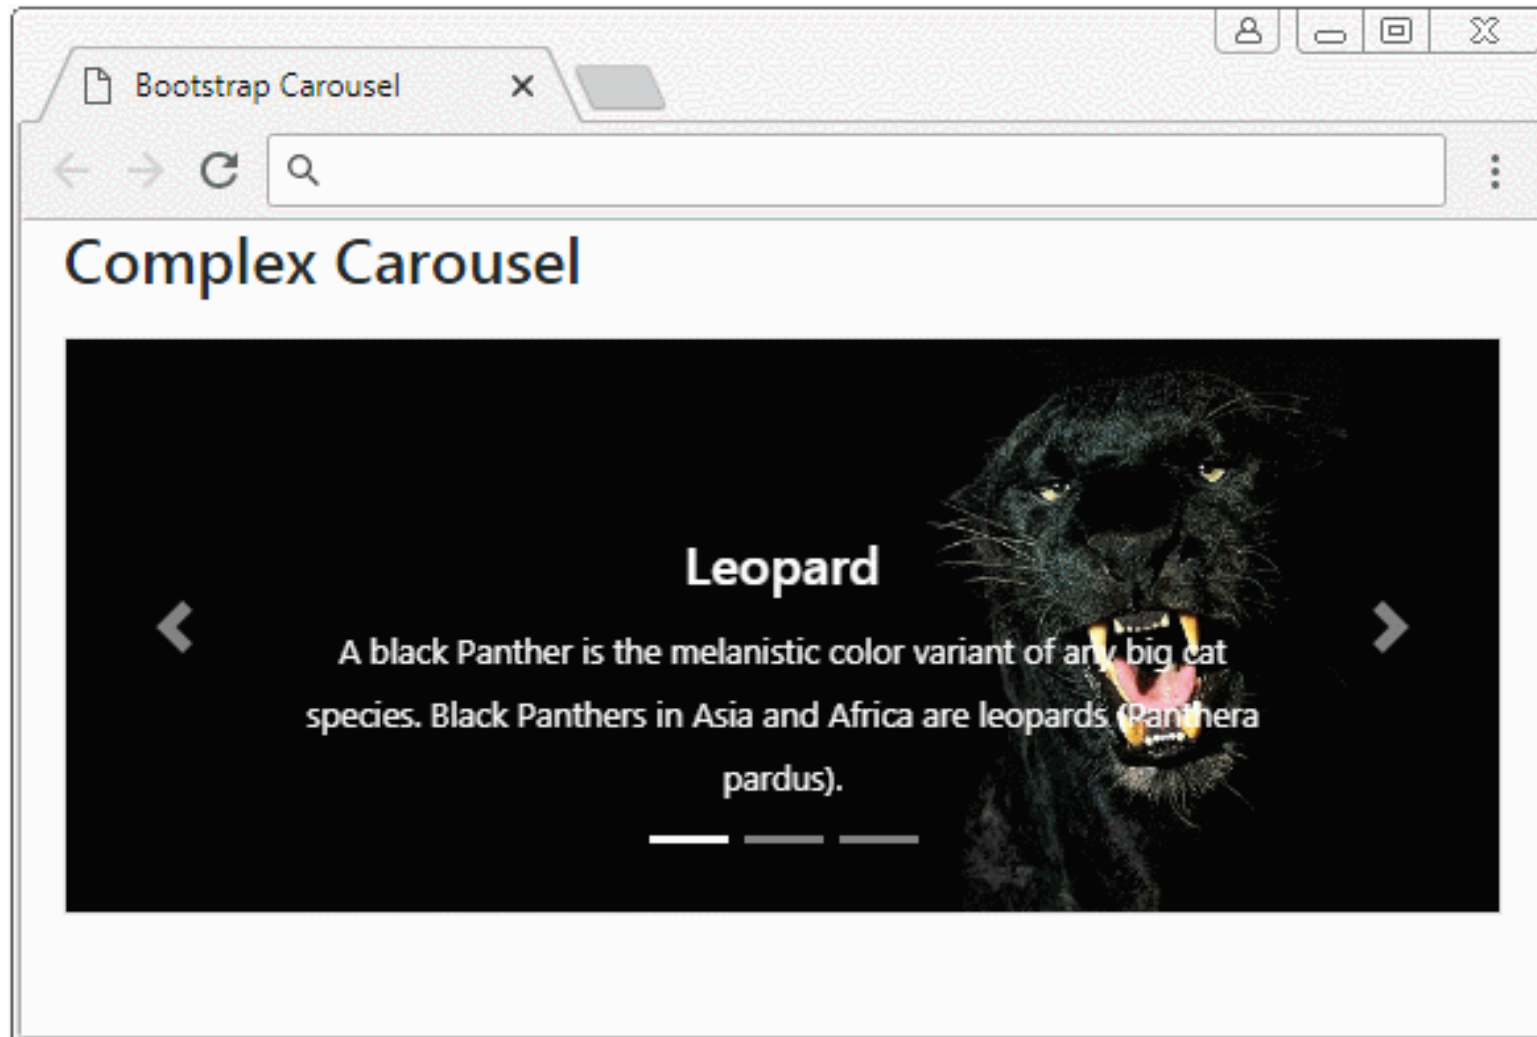 Bootstrap Carousel
Complex Carousel
Leopard
A black Panther is the melanistic color variant of any big cat
species. Black Panthers in Asia and Africa are leopards (Panthera
pardus).